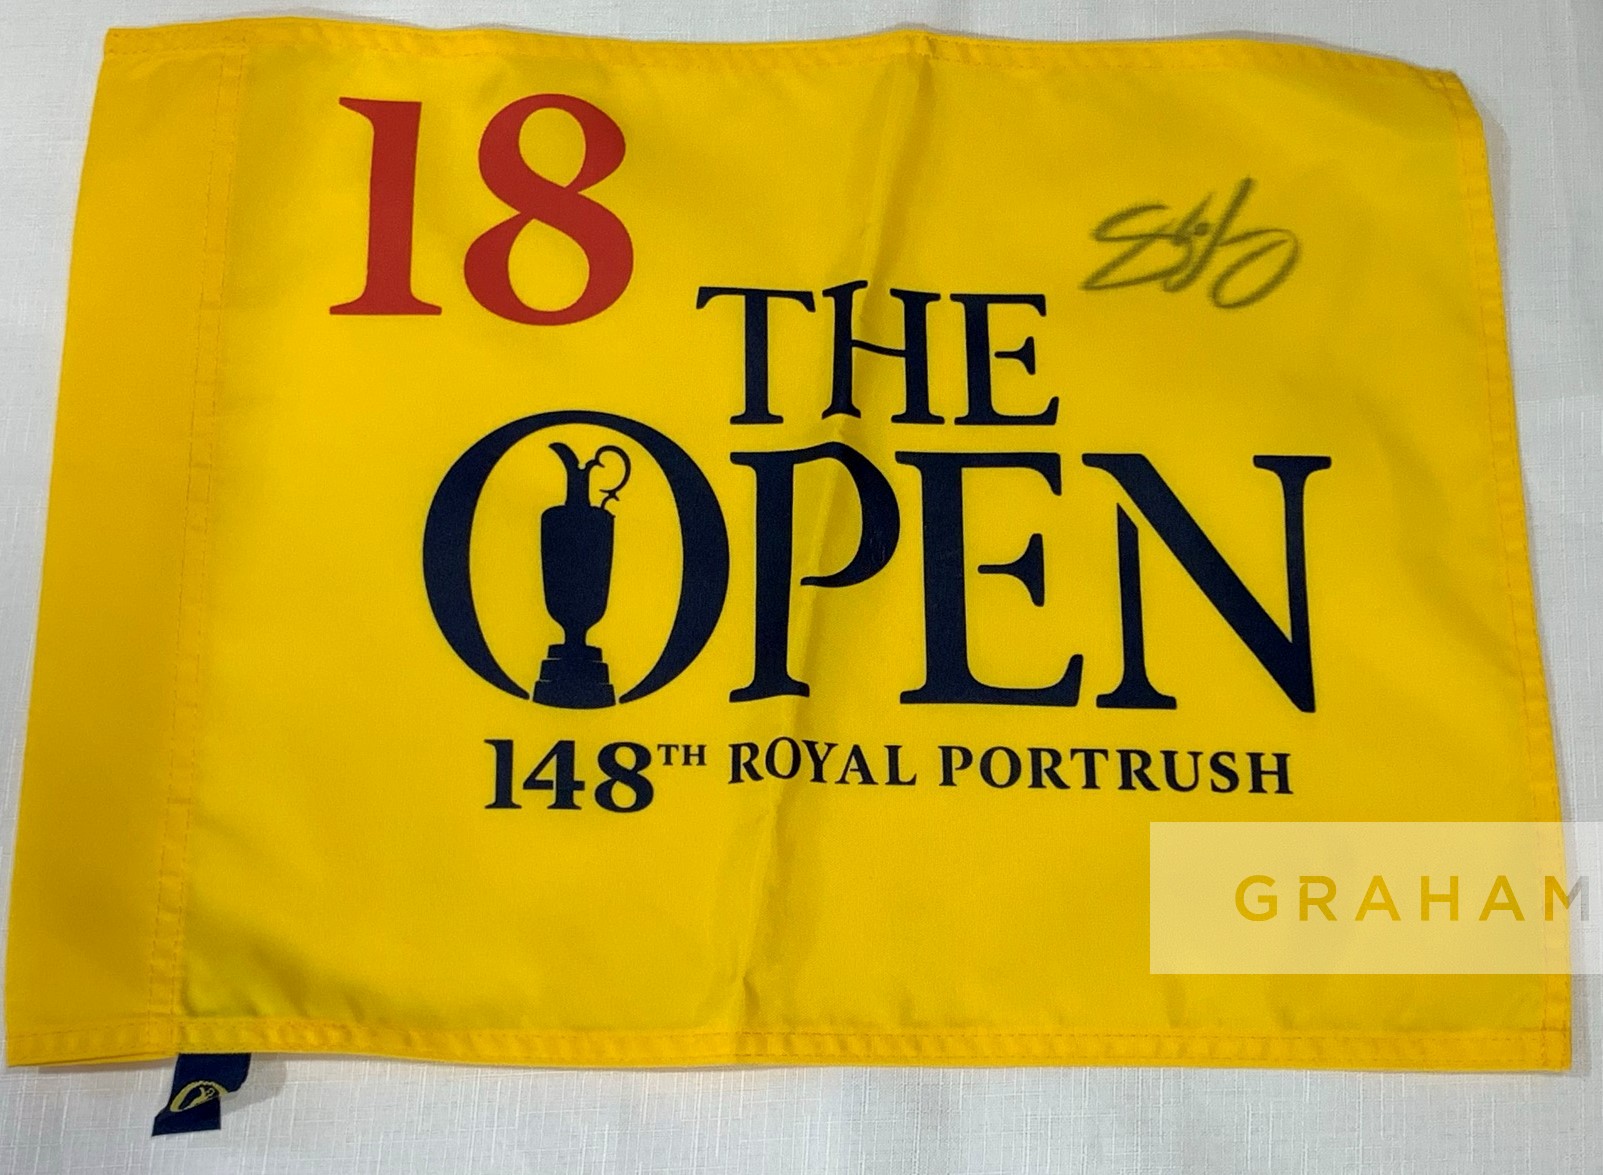 18
THE
OPEN
148TH ROYAL PORTRUSH
GRAHAM